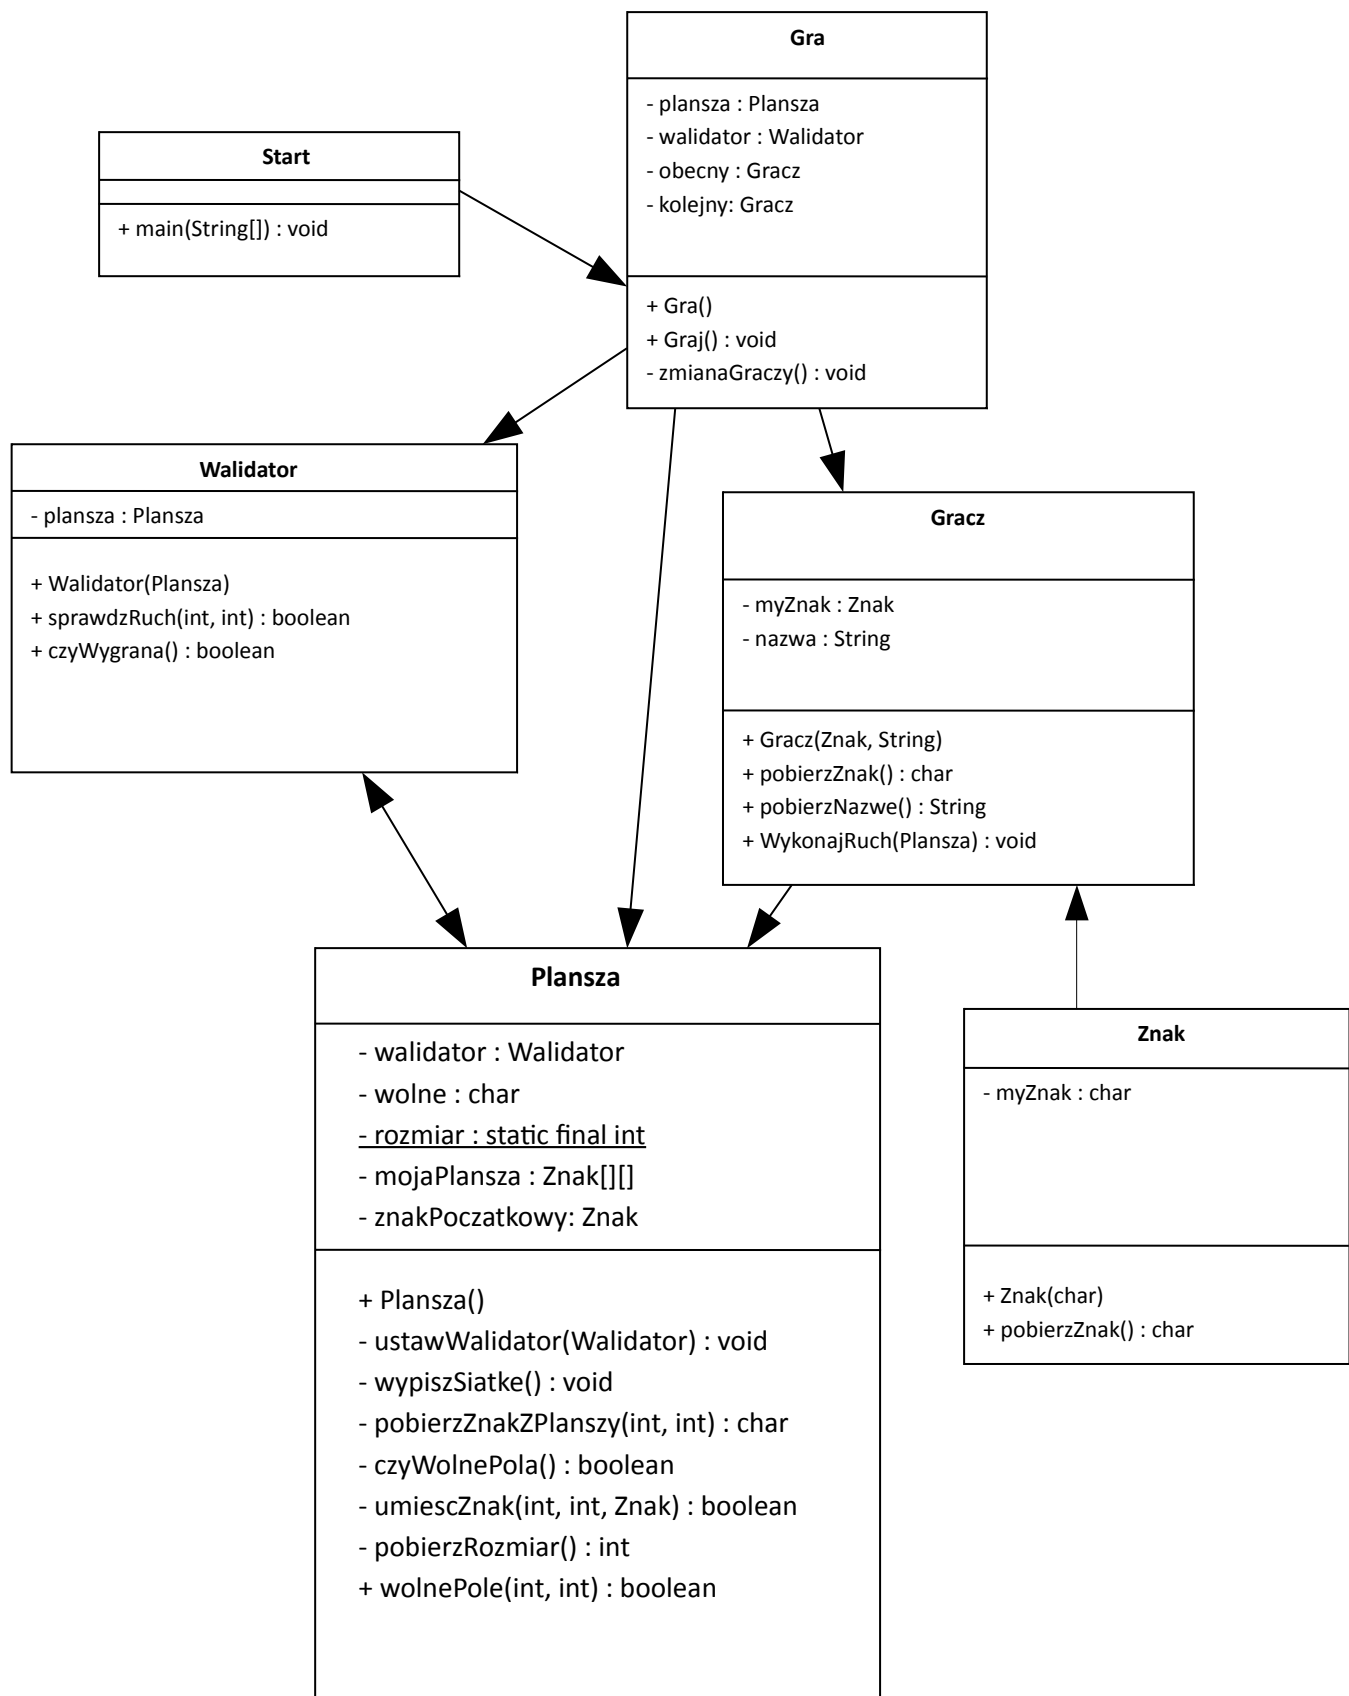 Gra
- plansza : Plansza
- walidator : Walidator
- obecny : Gracz
- kolejny: Gracz
+ Gra()
+ Graj() : void
- zmianaGraczy() : void
Start
+ main(String[]) : void
Walidator
- plansza : Plansza
+ Walidator(Plansza)
+ sprawdzRuch(int, int) : boolean
+ czyWygrana() : boolean
Gracz
- myZnak : Znak
- nazwa : String
+ Gracz(Znak, String)
+ pobierzZnak() : char
+ pobierzNazwe() : String
+ WykonajRuch(Plansza) : void
Plansza
- walidator : Walidator
- wolne : char
- rozmiar : static final int
- mojaPlansza : Znak[][]
- znakPoczatkowy: Znak
+ Plansza()
- ustawWalidator(Walidator) : void
- wypiszSiatke() : void
- pobierzZnakZPlanszy(int, int) : char
- czyWolnePola() : boolean
- umiescZnak(int, int, Znak) : boolean
- pobierzRozmiar() : int
+ wolnePole(int, int) : boolean
Znak
- myZnak : char
+ Znak(char)
+ pobierzZnak() : char